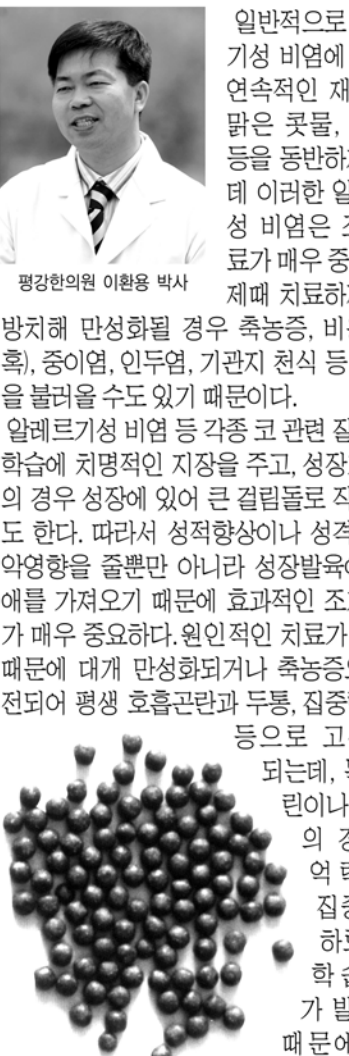 일반적으로
기성 비염에
연속적인 재
맑은 콧물,
등을 동반하
데 이러한 알
성 비염은 조
료가 매우 중
제때 치료하
평강한의원 이환용 박사
방치해 만성화될 경우 축농증, 비
혹), 중이염, 인두염, 기관지 천식 등
을 불러올 수도 있기 때문이다.
알레르기성 비염 등 각종 코 관련 질
학습에 치명적인 지장을 주고, 성장
의 경우 성장에 있어 큰 걸림돌로 작
도 한다. 따라서 성적향상이나 성격
악영향을 줄뿐만 아니라 성장발육에
애를 가져오기 때문에 효과적인 조
가 매우 중요하다. 원인적인 치료가
때문에 대개 만성화되거나 축농증으
전되어 평생 호흡곤란과 두통, 집중
등으로 고
되는데,
린이나
의 경
억력
집중
하로
학습
가 발
때문에